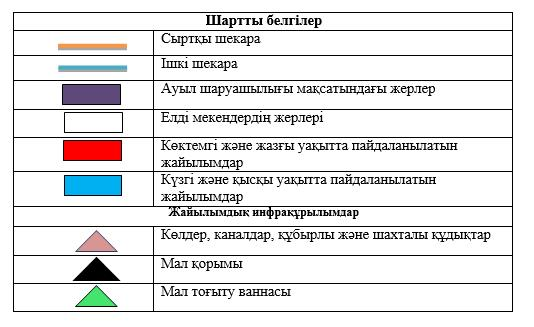 Шартты белгілер
Сыртқы шекара
Ішкі шекара
Ауыл шаруашылығы мақсатындағы жерлер
Елді мекендердің жерлері
Көктемгі және жазғы уақытта пайдаланылатын
жайылымдар
Күзгі және қысқы уақытта пайдаланылатын
жайылымдар
Жайылымдық инфрақұрылымдар
Көлдер, каналдар, құбырлы және шахталы құдықтар
Мал қорымы
Мал тоғыту ваннасы